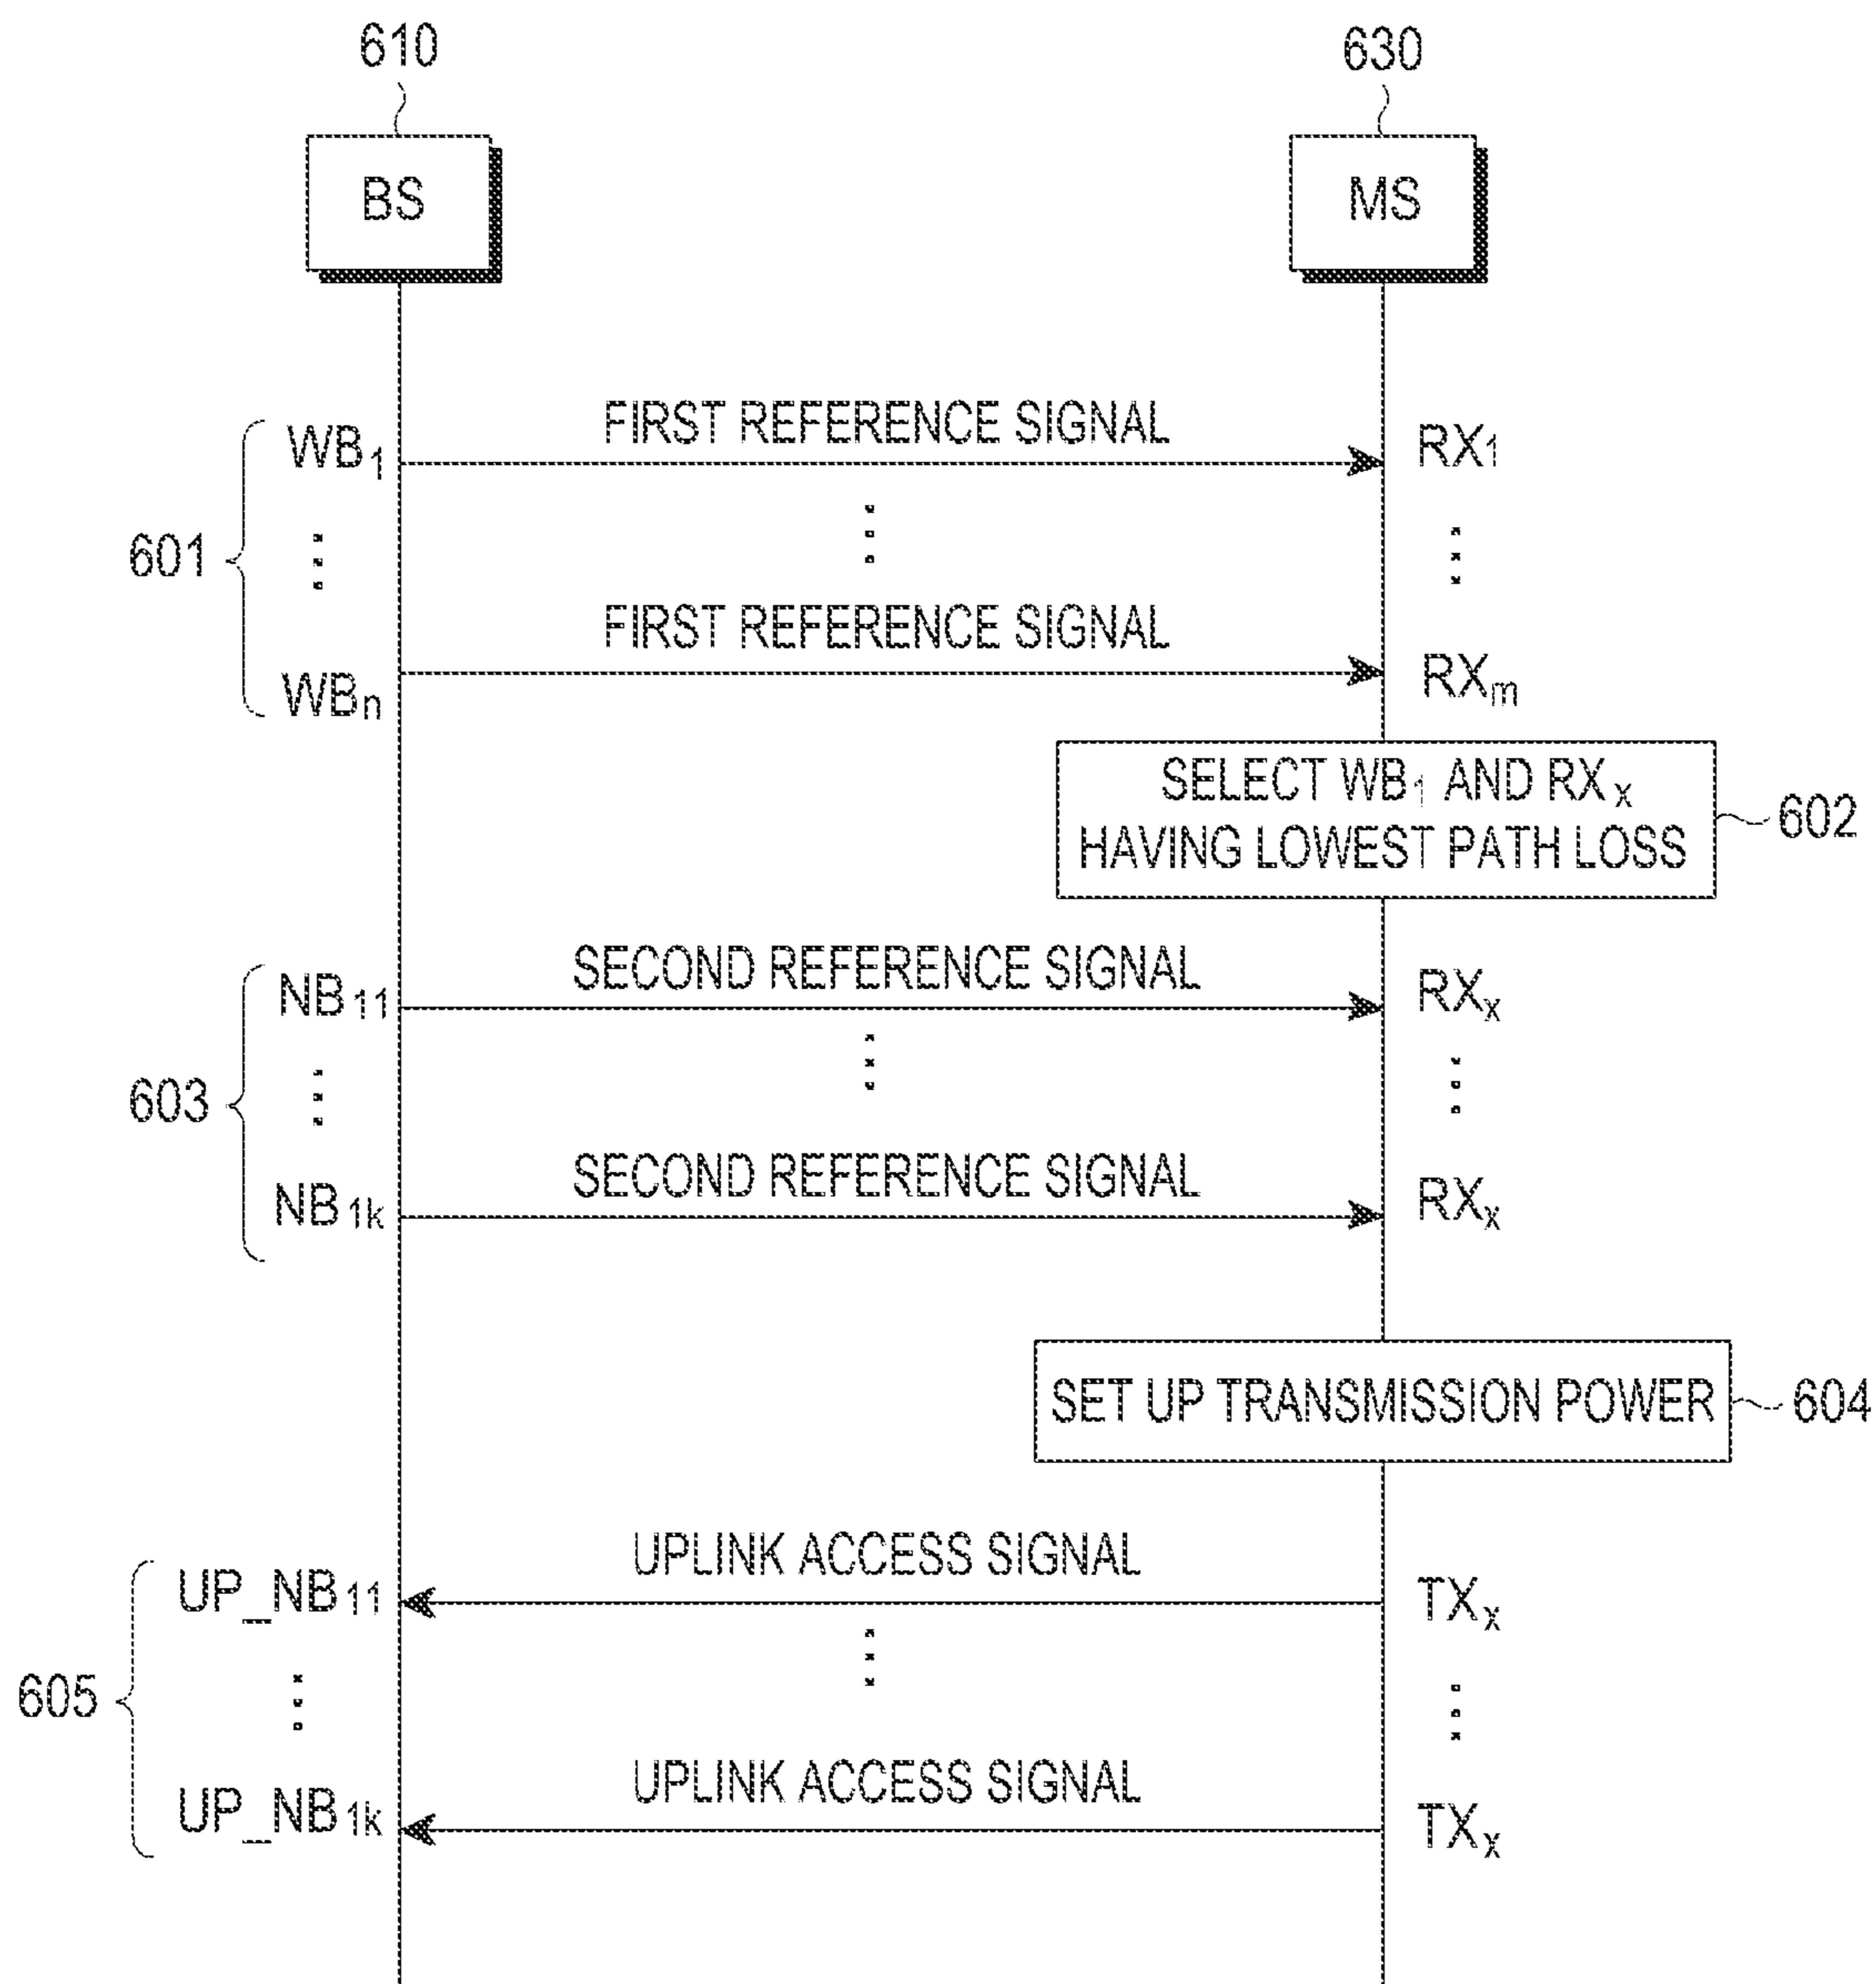 610 630
BS MS
WB1 FIRST REFERENCE SIGNAL RX1
601
WBn FIRST REFERENCE SIGNAL RXm
SELECT WB1 AND RXx
HAVING LOWEST PATH LOSS
602
NB11 SECOND REFERENCE SIGNAL RXx
603
NB1k SECOND REFERENCE SIGNAL RXx
SET UP TRANSMISSION POWER 604
UP_NB11 UPLINK ACCESS SIGNAL TXx
605
UP_NB1k UPLINK ACCESS SIGNAL TXx